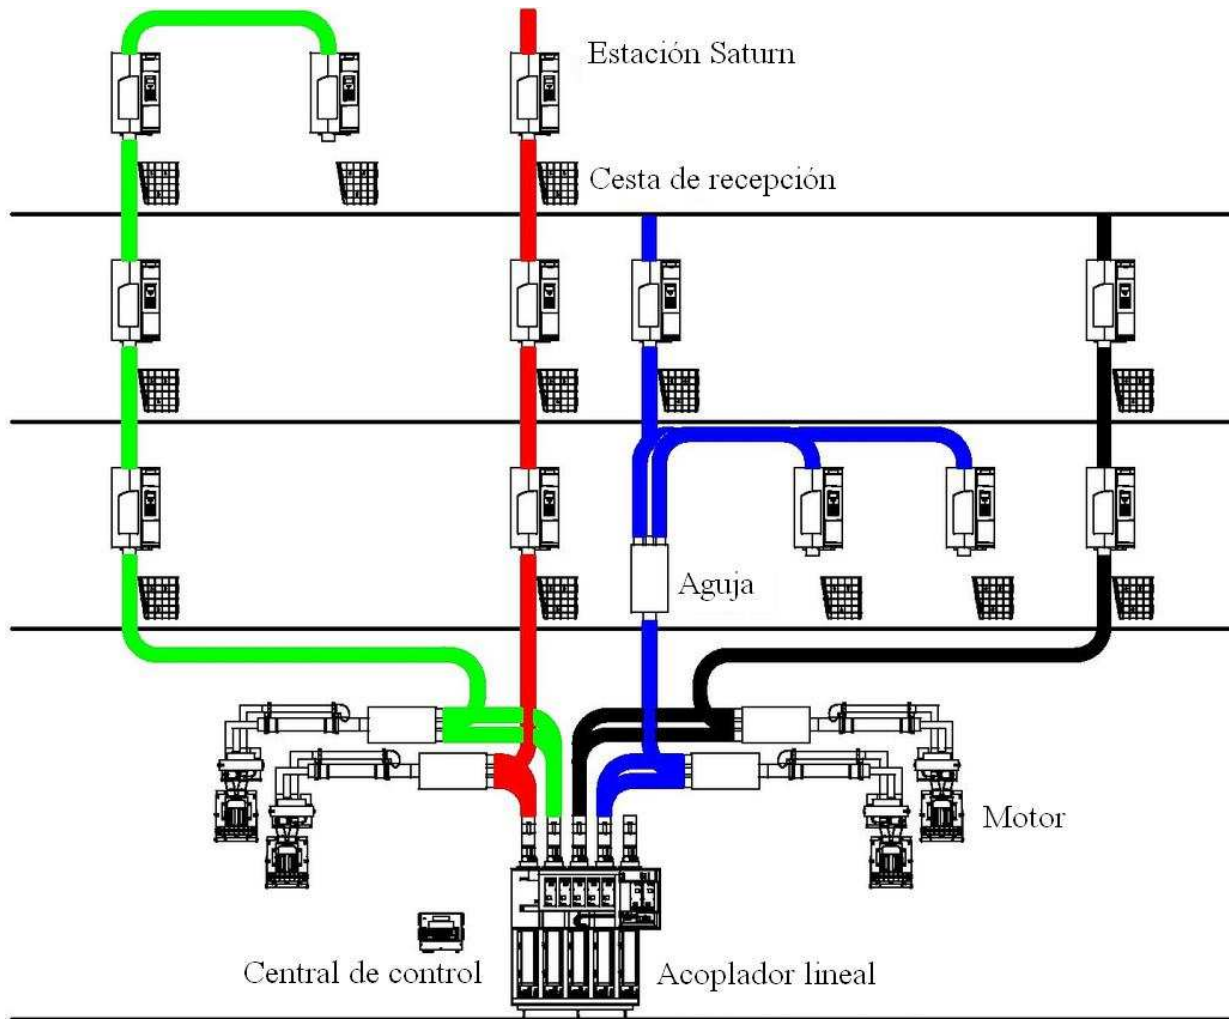 Estación Saturn
Cesta de recepción
Aguja
Motor
Central de control
Acoplador lineal